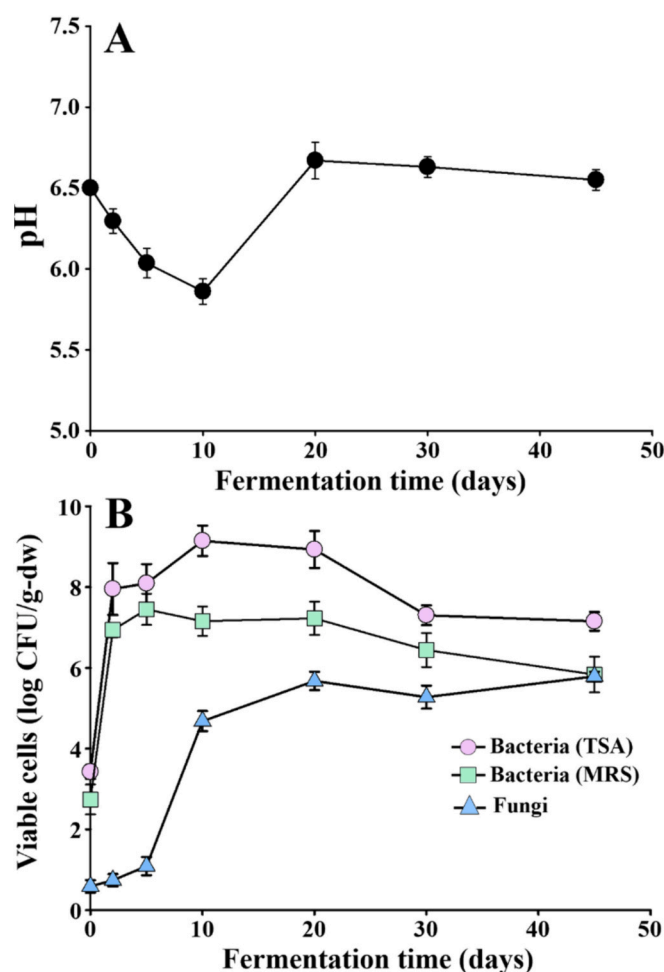 A
7.5
7.0
6.5
6.0
5.5
5.0
pH
0 10 20 30 40 50
Fermentation time (days)
B
10
8
6
4
2
0
Viable cells (log CFU/g-dw)
Bacteria (TSA)
Bacteria (MRS)
Fungi
0 10 20 30 40 50
Fermentation time (days)